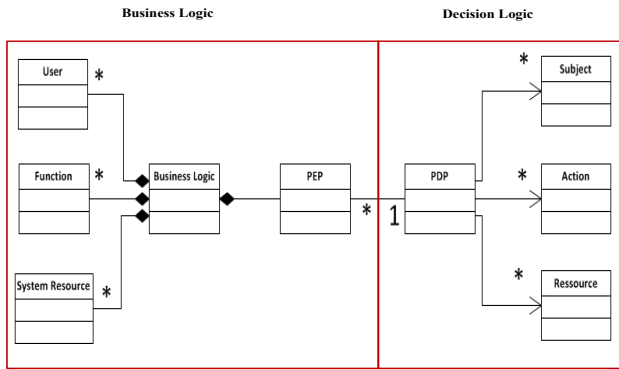 Business Logic
Decision Logic
User
*
Subject
*
Function
*
Business Logic
PEP
*
1
PDP
Action
*
System Resource
*
Ressource
*